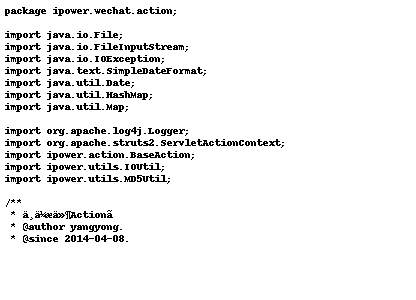 package ipower.wechat.action;

import java.io.File;
import java.io.FileInputStream;
import java.io.IOException;
import java.text.SimpleDateFormat;
import java.util.Date;
import java.util.HashMap;
import java.util.Map;

import org.apache.log4j.Logger;
import org.apache.struts2.ServletActionContext;
import ipower.action.BaseAction;
import ipower.utils.IOUtil;
import ipower.utils.MD5Util;

/**
 * ä¸ä¼æä»¶Actionã
 * @author yangyong.
 * @since 2014-04-08.